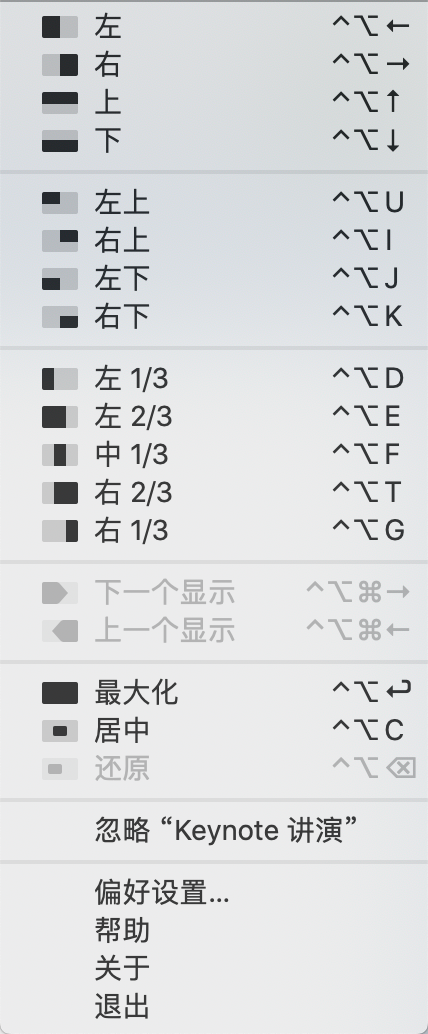 左 ^⌥←
右 ^⌥→
上 ^⌥↑
下 ^⌥↓
左上 ^⌥U
右上 ^⌥I
左下 ^⌥J
右下 ^⌥K
左 1/3 ^⌥D
左 2/3 ^⌥E
中 1/3 ^⌥F
右 2/3 ^⌥T
右 1/3 ^⌥G
下一个显示 ^⌥⌘→
上一个显示 ^⌥⌘←
最大化 ^⌥↩
居中 ^⌥C
还原 ^⌥⌫
忽略 “Keynote 讲演”
偏好设置...
帮助
关于
退出